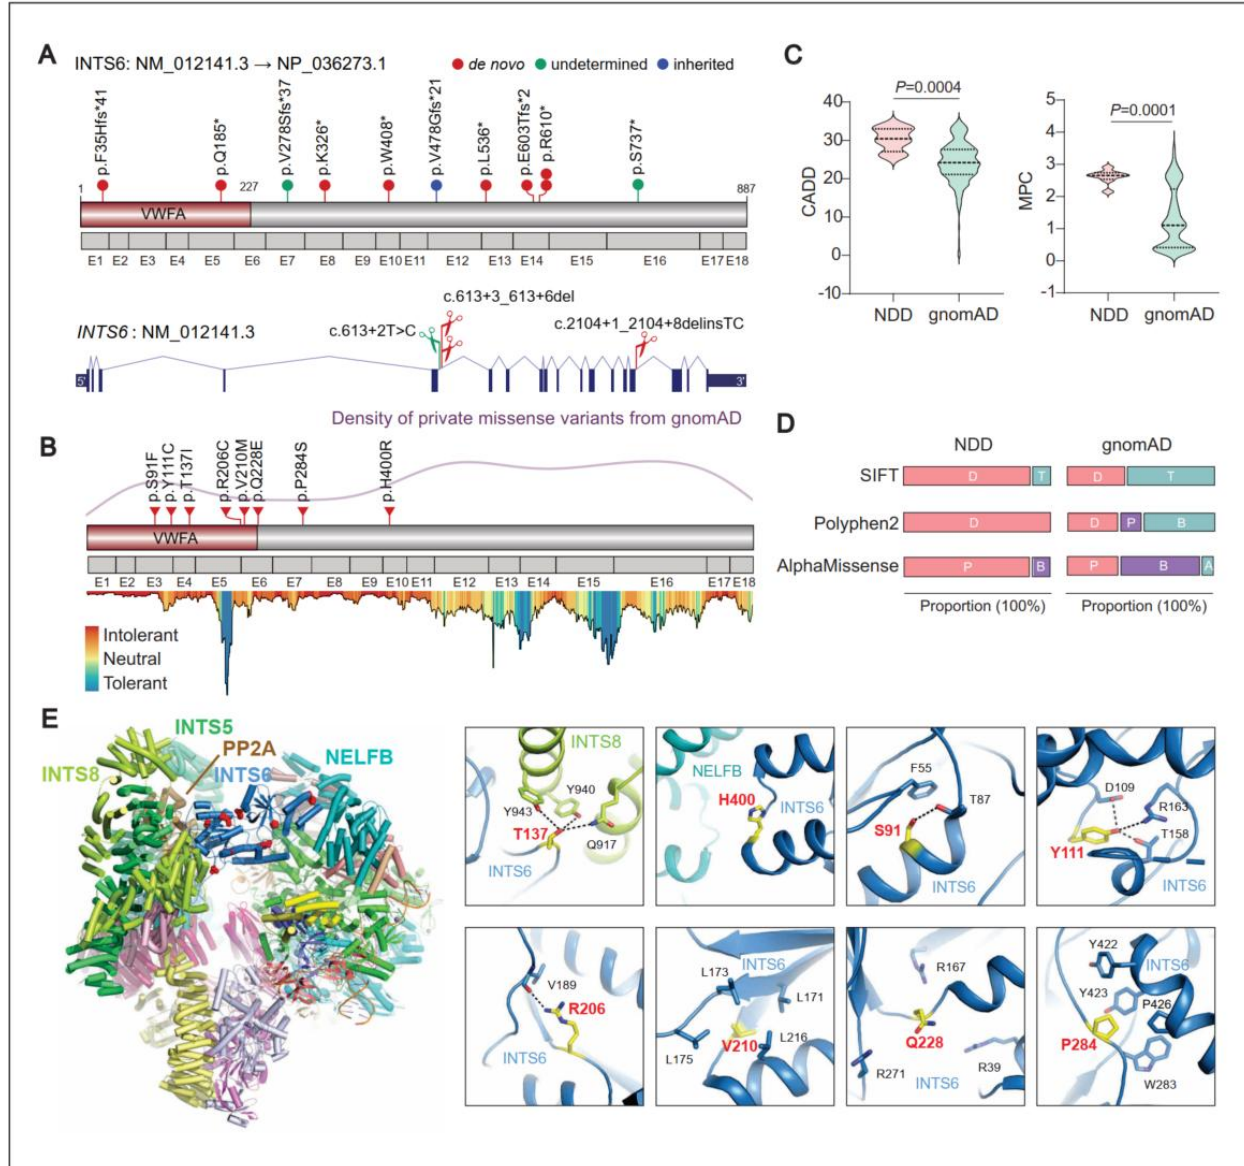 A
INTS6: NM_012141.3 → NP_036273.1
de novo
undetermined
inherited
p.F35Hfs*41
p.Q185*
p.V278Sfs*37
p.K326*
p.W408*
p.V478Gfs*21
p.L536*
p.E603Tfs*2
p.R610*
p.S737*
1
227
887
VWFA
E1 E2 E3 E4 E5 E6 E7 E8 E9 E10 E11 E12 E13 E14 E15 E16 E17 E18
c.613+3_613+6del
c.613+2T>C
c.2104+1_2104+8delinsTC
INTS6 : NM_012141.3
5'
3'
Density of private missense variants from gnomAD
B
p.S91F
p.Y111C
p.T137I
p.R206C
p.V210M
p.Q228E
p.P284S
p.H400R
VWFA
E1 E2 E3 E4 E5 E6 E7 E8 E9 E10 E11 E12 E13 E14 E15 E16 E17 E18
Intolerant
Neutral
Tolerant
C
P=0.0004
CADD
40
30
20
10
0
-10
NDD gnomAD
P=0.0001
MPC
5
4
3
2
1
0
-1
NDD gnomAD
D
NDD gnomAD
SIFT D T D T
Polyphen2 D D P B
AlphaMissense P B P B A
Proportion (100%) Proportion (100%)
E
INTS5
PP2A
INTS8
INTS6
NELFB
INTS8
Y943
Y940
T137
Q917
INTS6
NELFB
H400
INTS6
F55
T87
S91
INTS6
D109
R163
T158
Y111
INTS6
V189
R206
INTS6
L173
INTS6
L171
V210
L216
L175
R167
Q228
R271
R39
INTS6
Y422
INTS6
Y423
P426
P284
W283